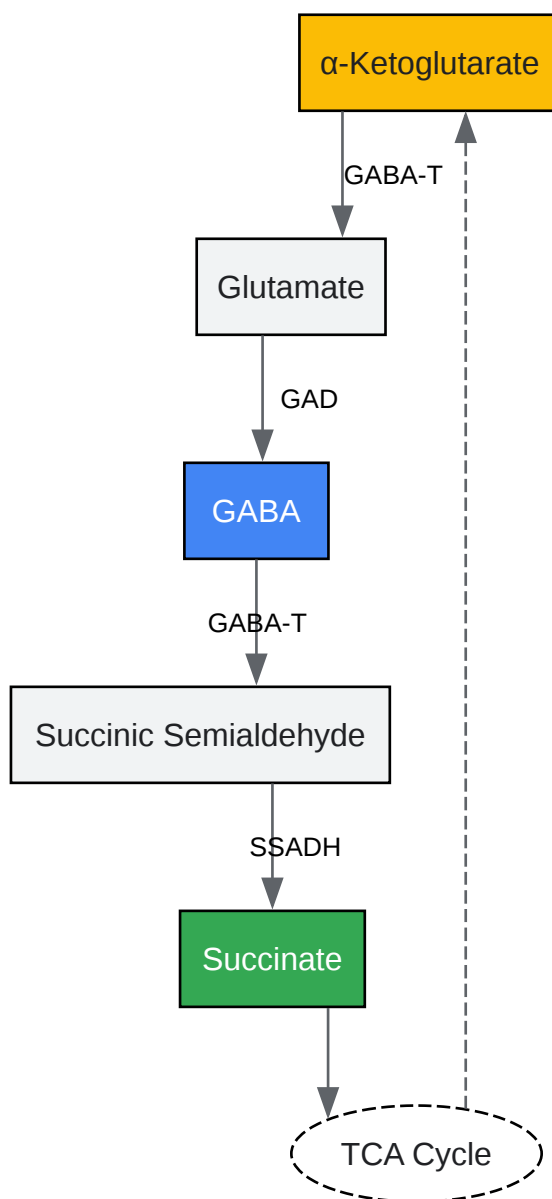 α-Ketoglutarate
GABA-T
Glutamate
GAD
GABA
GABA-T
Succinic Semialdehyde
SSADH
Succinate
TCA Cycle